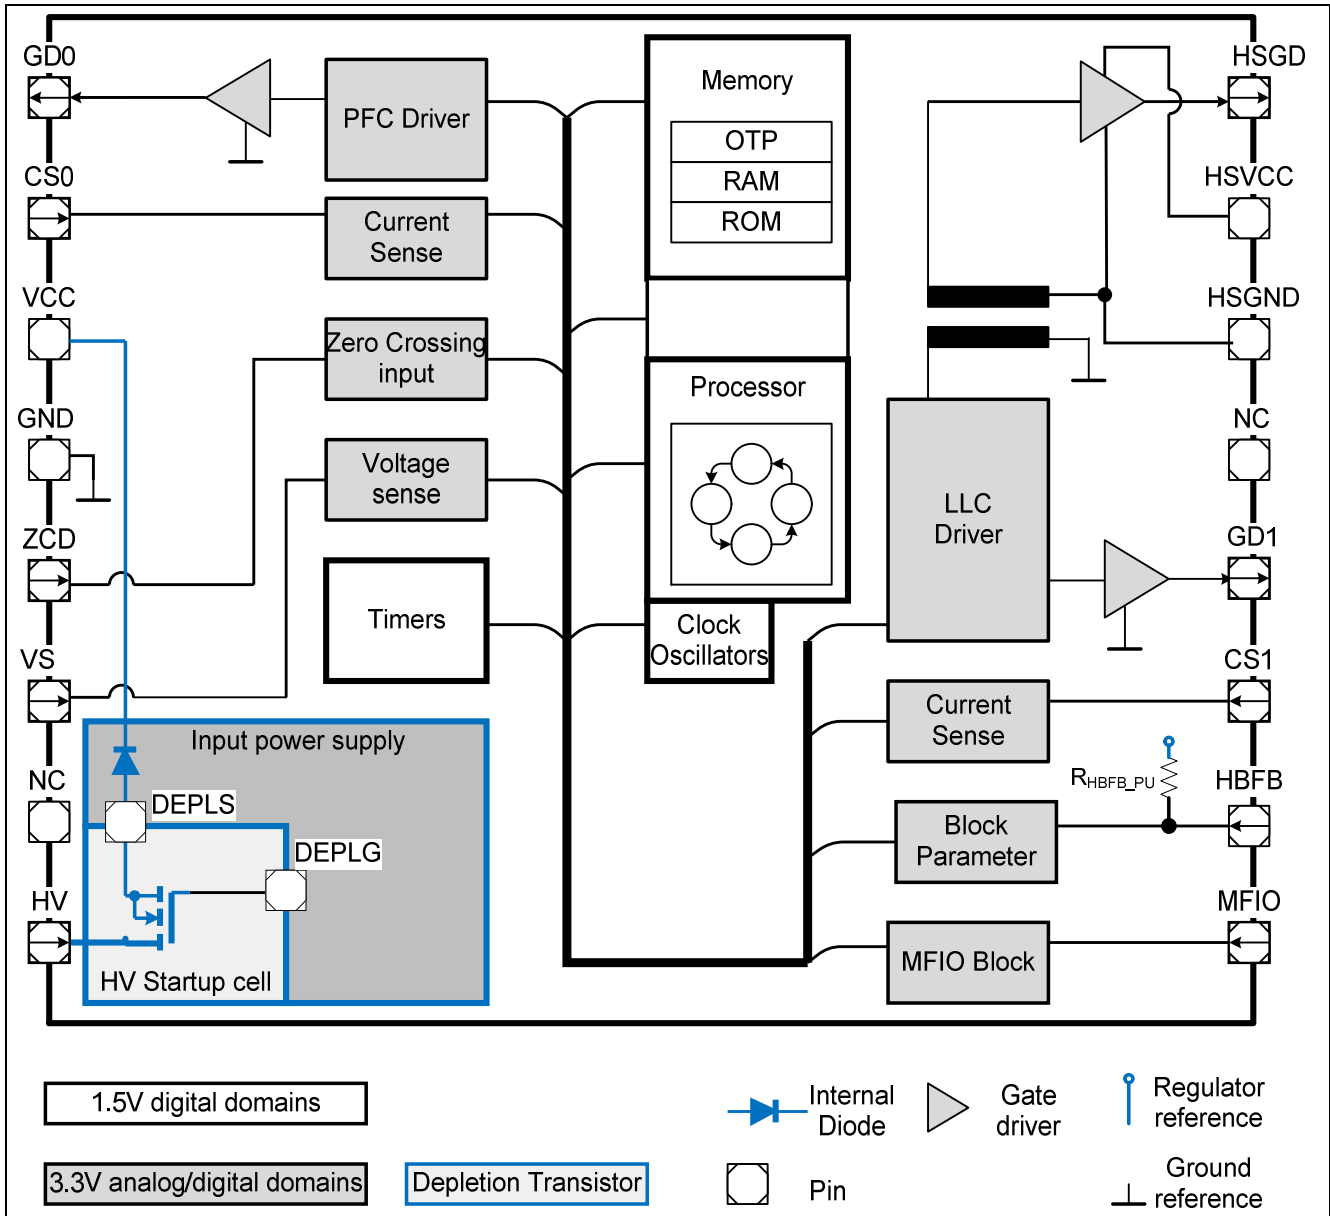 GD0
CS0
VCC
GND
ZCD
VS
NC
HV
PFC Driver
Current
Sense
Zero Crossing
input
Voltage
sense
Timers
Input power supply
DEPLS
DEPLG
HV Startup cell
Memory
OTP
RAM
ROM
Processor
Clock
Oscillators
LLC
Driver
Current
Sense
RHBFB_PU
Block
Parameter
MFIO Block
HSGD
HSVCC
HSGND
NC
GD1
CS1
HBFB
MFIO
1.5V digital domains
3.3V analog/digital domains
Depletion Transistor
Internal
Diode
Pin
Gate
driver
Regulator
reference
Ground
reference